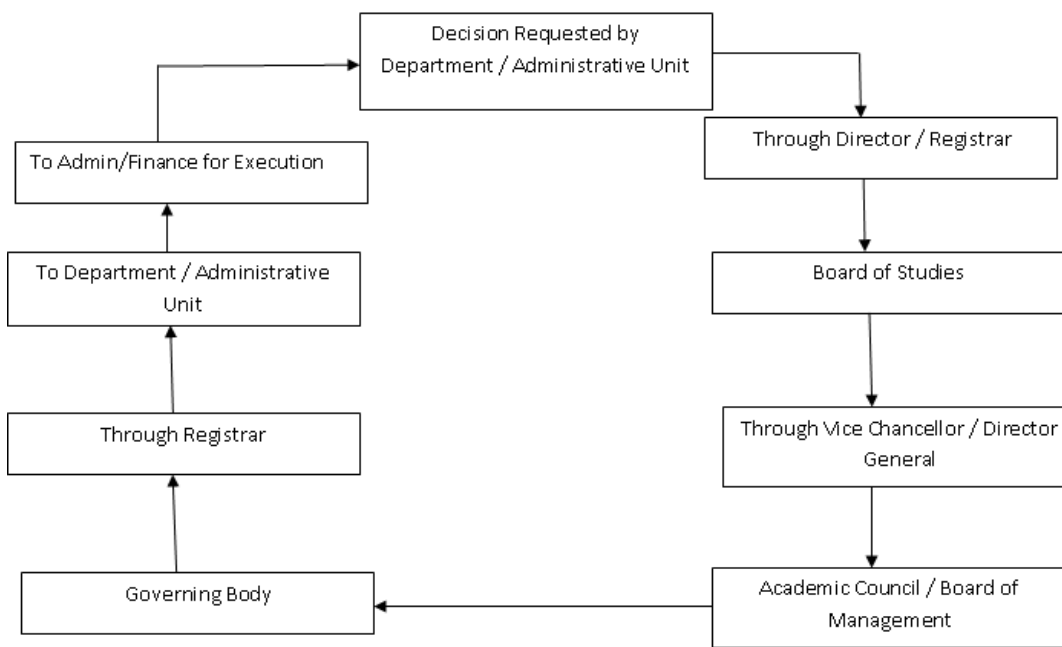 Decision Requested by
Department / Administrative Unit
Through Director / Registrar
Board of Studies
Through Vice Chancellor / Director
General
Academic Council / Board of
Management
Governing Body
Through Registrar
To Department / Administrative
Unit
To Admin/Finance for Execution